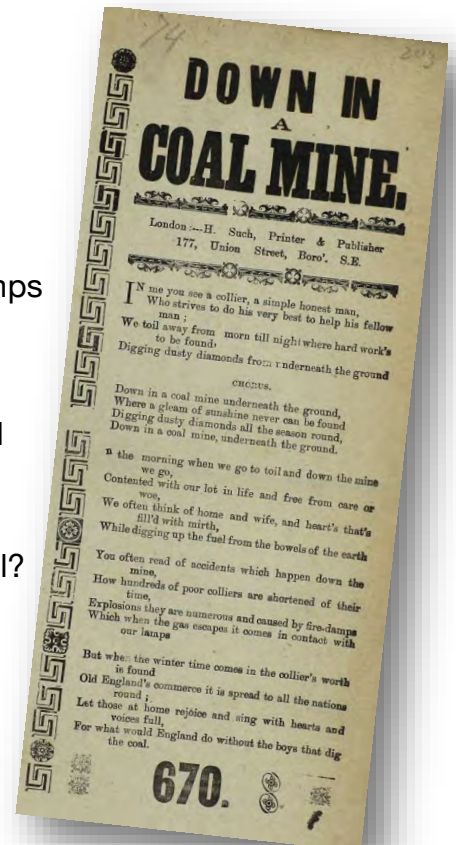 74
203
DOWN IN
A
COAL MINE.
London:—H. Such, Printer & Publisher
177, Union Street, Boro'. S.E.
IN me you see a collier, a simple honest man,
Who strives to do his very best to help his fellow
man;
We toil away from morn till night where hard work's
to be found,
Digging dusty diamonds from underneath the ground
CHORUS.
Down in a coal mine underneath the ground,
Where a gleam of sunshine never can be found
Digging dusty diamonds all the season round,
Down in a coal mine, underneath the ground.
n the morning when we go to toil and down the mine
we go,
Contented with our lot in life and free from care or
woe,
We often think of home and wife, and heart's that's
fill'd with mirth,
While digging up the fuel from the bowels of the earth
You often read of accidents which happen down the
mine,
How hundreds of poor colliers are shortened of their
time,
Explosions they are numerous and caused by fire-damps
Which when the gas escapes it comes in contact with
our lamps
But when the winter time comes in the collier's worth
is found
Old England's commerce it is spread to all the nations
round;
Let those at home rejoice and sing with hearts and
voices full,
For what would England do without the boys that dig
the coal.
670.